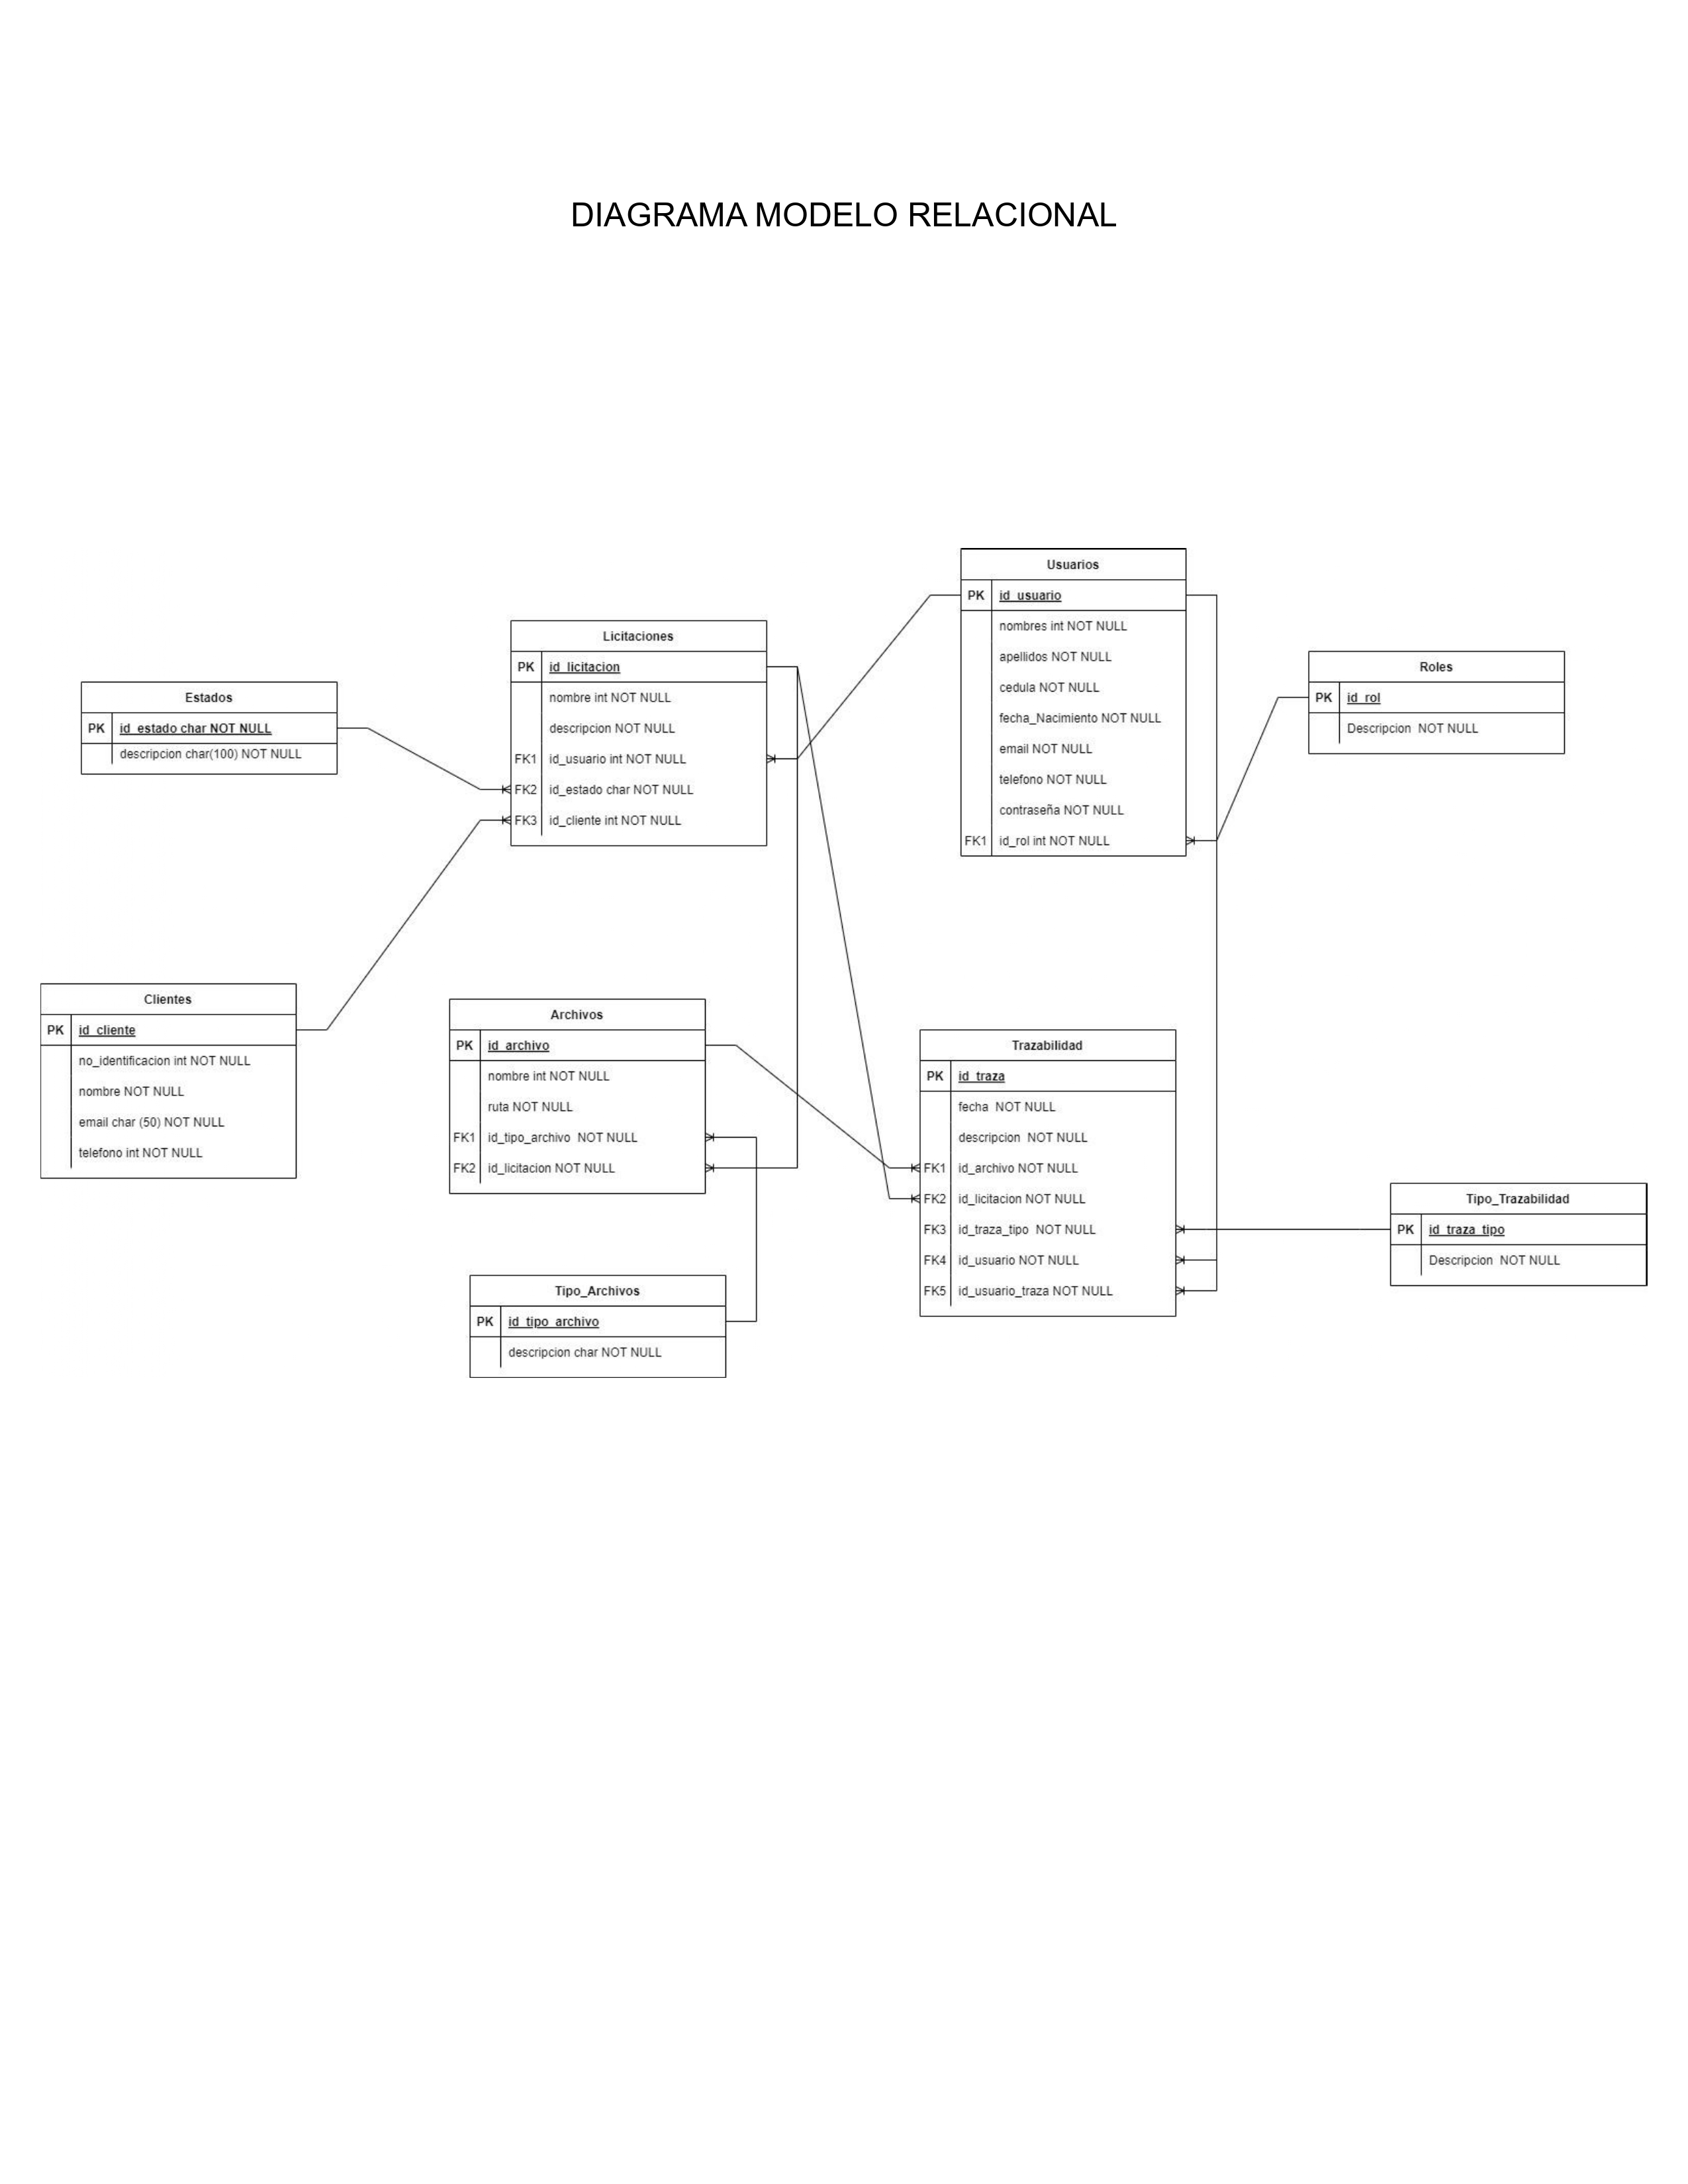 DIAGRAMA MODELO RELACIONAL
Usuarios
PK id_usuario
nombres int NOT NULL
apellidos NOT NULL
cedula NOT NULL
fecha_Nacimiento NOT NULL
email NOT NULL
telefono NOT NULL
contraseña NOT NULL
FK1 id_rol int NOT NULL
Licitaciones
PK id_licitacion
nombre int NOT NULL
descripcion NOT NULL
FK1 id_usuario int NOT NULL
FK2 id_estado char NOT NULL
FK3 id_cliente int NOT NULL
Roles
PK id_rol
Descripcion NOT NULL
Estados
PK id_estado char NOT NULL
descripcion char(100) NOT NULL
Clientes
PK id_cliente
no_identificacion int NOT NULL
nombre NOT NULL
email char (50) NOT NULL
telefono int NOT NULL
Archivos
PK id_archivo
nombre int NOT NULL
ruta NOT NULL
FK1 id_tipo_archivo NOT NULL
FK2 id_licitacion NOT NULL
Trazabilidad
PK id_traza
fecha NOT NULL
descripcion NOT NULL
FK1 id_archivo NOT NULL
FK2 id_licitacion NOT NULL
FK3 id_traza_tipo NOT NULL
FK4 id_usuario NOT NULL
FK5 id_usuario_traza NOT NULL
Tipo_Trazabilidad
PK id_traza_tipo
Descripcion NOT NULL
Tipo_Archivos
PK id_tipo_archivo
descripcion char NOT NULL